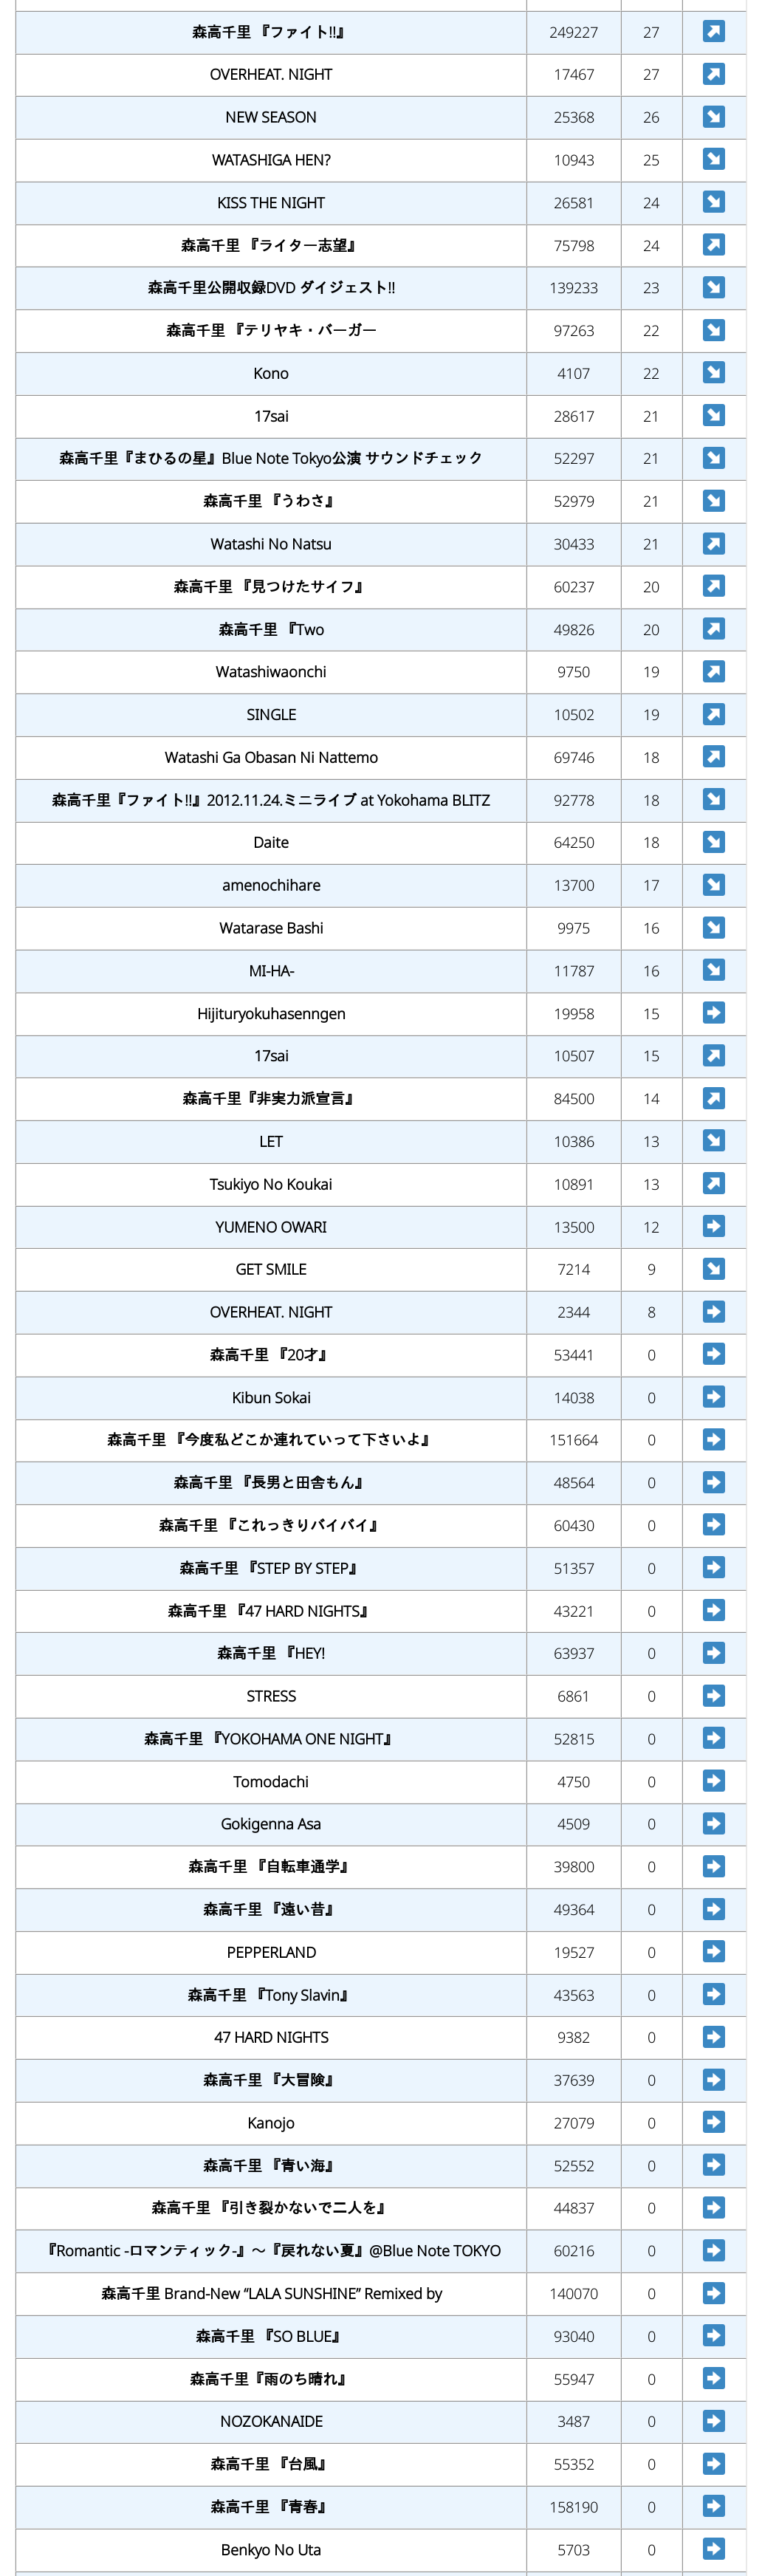 森高千里 『ファイト!!』 249227 27
OVERHEAT. NIGHT 17467 27
NEW SEASON 25368 26
WATASHIGA HEN? 10943 25
KISS THE NIGHT 26581 24
森高千里 『ライター志望』 75798 24
森高千里公開収録DVD ダイジェスト!! 139233 23
森高千里 『テリヤキ・バーガー 97263 22
Kono 4107 22
17sai 28617 21
森高千里『まひるの星』Blue Note Tokyo公演 サウンドチェック 52297 21
森高千里 『うわさ』 52979 21
Watashi No Natsu 30433 21
森高千里 『見つけたサイフ』 60237 20
森高千里 『Two 49826 20
Watashiwaonchi 9750 19
SINGLE 10502 19
Watashi Ga Obasan Ni Nattemo 69746 18
森高千里『ファイト!!』2012.11.24.ミニライブ at Yokohama BLITZ 92778 18
Daite 64250 18
amenochihare 13700 17
Watarase Bashi 9975 16
MI-HA- 11787 16
Hijituryokuhasenngen 19958 15
17sai 10507 15
森高千里『非実力派宣言』 84500 14
LET 10386 13
Tsukiyo No Koukai 10891 13
YUMENO OWARI 13500 12
GET SMILE 7214 9
OVERHEAT. NIGHT 2344 8
森高千里 『20才』 53441 0
Kibun Sokai 14038 0
森高千里 『今度私どこか連れていって下さいよ』 151664 0
森高千里 『長男と田舎もん』 48564 0
森高千里 『これっきりバイバイ』 60430 0
森高千里 『STEP BY STEP』 51357 0
森高千里 『47 HARD NIGHTS』 43221 0
森高千里 『HEY! 63937 0
STRESS 6861 0
森高千里 『YOKOHAMA ONE NIGHT』 52815 0
Tomodachi 4750 0
Gokigenna Asa 4509 0
森高千里 『自転車通学』 39800 0
森高千里 『遠い昔』 49364 0
PEPPERLAND 19527 0
森高千里 『Tony Slavin』 43563 0
47 HARD NIGHTS 9382 0
森高千里 『大冒険』 37639 0
Kanojo 27079 0
森高千里 『青い海』 52552 0
森高千里 『引き裂かないで二人を』 44837 0
『Romantic -ロマンティック-』～『戻れない夏』@Blue Note TOKYO 60216 0
森高千里 Brand-New “LALA SUNSHINE” Remixed by 140070 0
森高千里 『SO BLUE』 93040 0
森高千里『雨のち晴れ』 55947 0
NOZOKANAIDE 3487 0
森高千里 『台風』 55352 0
森高千里 『青春』 158190 0
Benkyo No Uta 5703 0